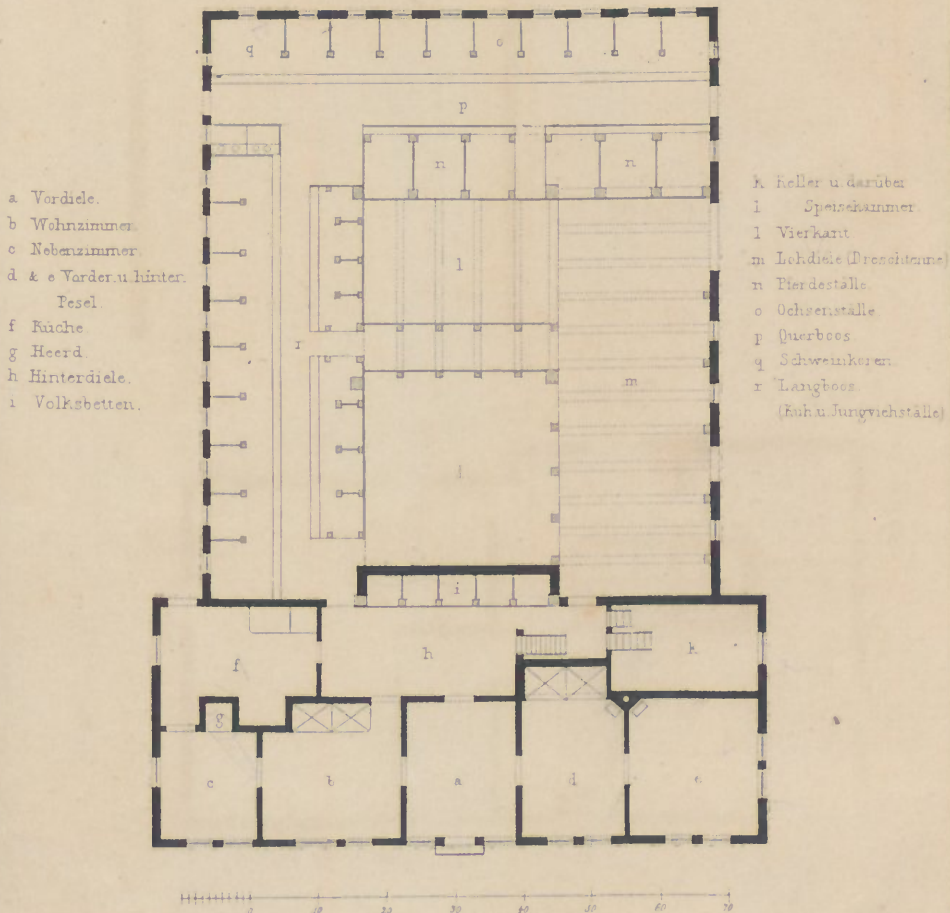 q
o
p
n
n
l
r
m
l
i
f
h
k
g
c
b
a
d
e
a Vordiele.
b Wohnzimmer.
c Nebenzimmer.
d & e Vorder u. hinter.
Pesel.
f Küche
g Heerd.
h Hinterdiele.
i Volksbetten.
k Keller u. darüber
l Speisekammer.
l Vierkant
m Lohdiele (Dreschtenne)
n Pferdeställe.
o Ochsenställe.
p Querboos
q Schweinkoren.
r Langboos
(Kuh u. Jungviehställe)
0 10 20 30 40 50 60 70